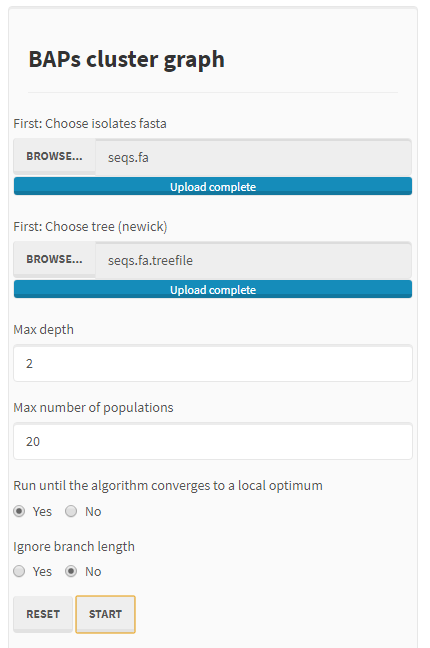 BAPs cluster graph
First: Choose isolates fasta
BROWSE... seqs.fa
Upload complete
First: Choose tree (newick)
BROWSE... seqs.fa.treefile
Upload complete
Max depth
2
Max number of populations
20
Run until the algorithm converges to a local optimum
Yes No
Ignore branch length
Yes No
RESET START